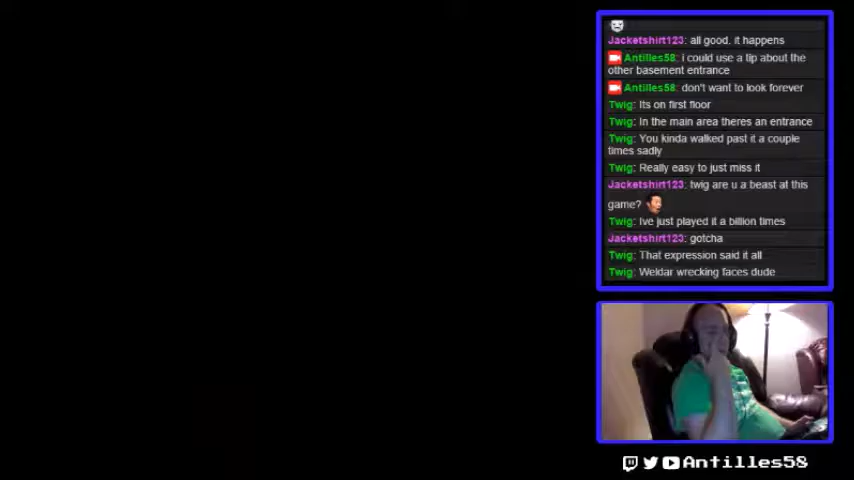 Jacketshirt123: all good. it happens
Antilles58: i could use a tip about the
other basement entrance
Antilles58: don't want to look forever
Twig: Its on first floor
Twig: In the main area theres an entrance
Twig: You kinda walked past it a couple
times sadly
Twig: Really easy to just miss it
Jacketshirt123: twig are u a beast at this
game?
Twig: Ive just played it a billion times
Jacketshirt123: gotcha
Twig: That expression said it all
Twig: Weldar wrecking faces dude
Antilles58